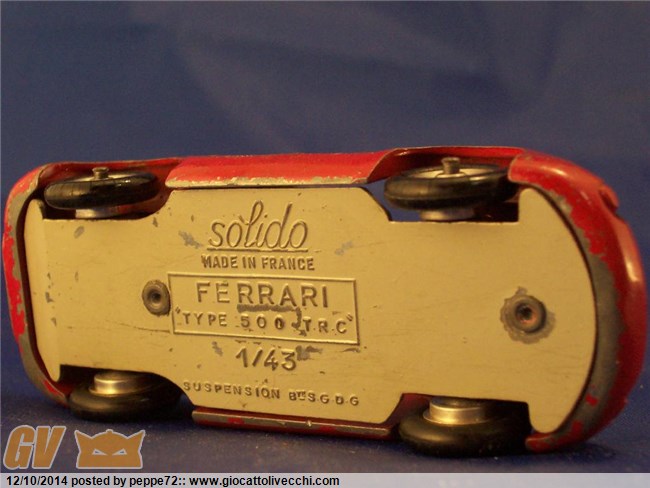 solido
MADE IN FRANCE
FERRARI
"TYPE 500 T.R.C"
1/43
SUSPENSION BTE S.G.D.G
GV
12/10/2014 posted by peppe72:: www.giocattolivecchi.com